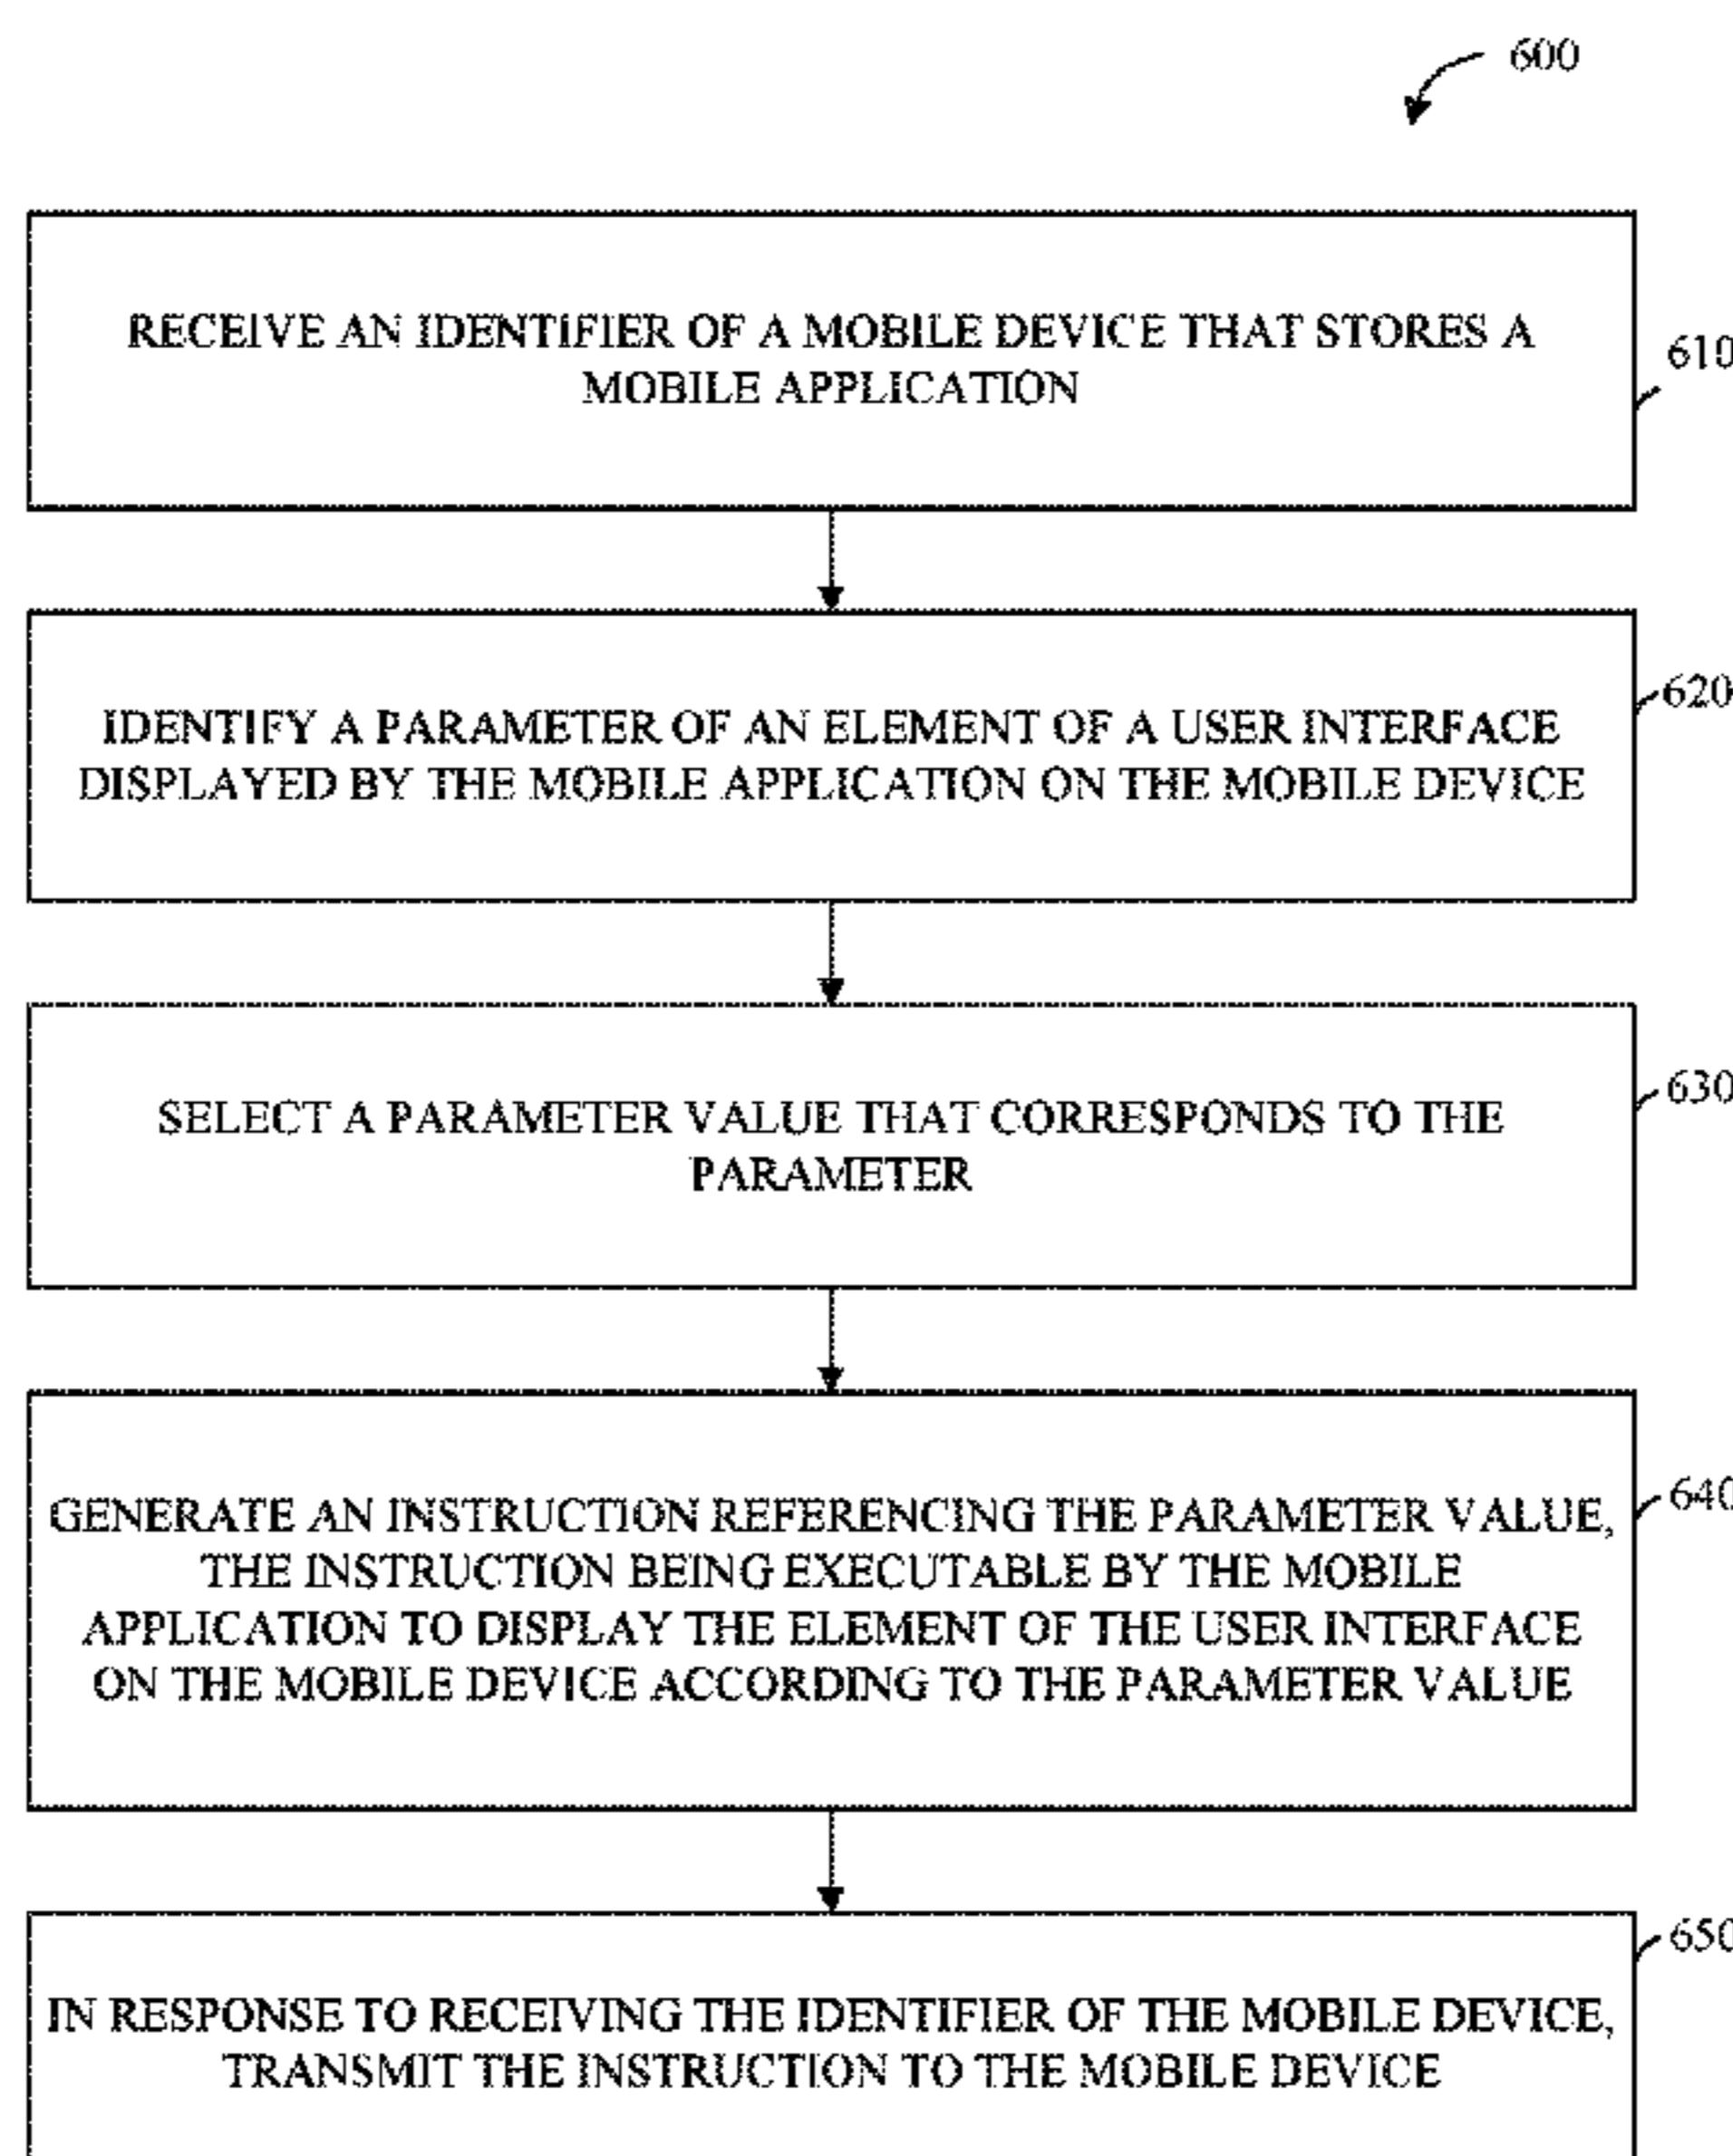 600
RECEIVE AN IDENTIFIER OF A MOBILE DEVICE THAT STORES A
MOBILE APPLICATION
610
IDENTIFY A PARAMETER OF AN ELEMENT OF A USER INTERFACE
DISPLAYED BY THE MOBILE APPLICATION ON THE MOBILE DEVICE
620
SELECT A PARAMETER VALUE THAT CORRESPONDS TO THE
PARAMETER
630
GENERATE AN INSTRUCTION REFERENCING THE PARAMETER VALUE,
THE INSTRUCTION BEING EXECUTABLE BY THE MOBILE
APPLICATION TO DISPLAY THE ELEMENT OF THE USER INTERFACE
ON THE MOBILE DEVICE ACCORDING TO THE PARAMETER VALUE
640
IN RESPONSE TO RECEIVING THE IDENTIFIER OF THE MOBILE DEVICE,
TRANSMIT THE INSTRUCTION TO THE MOBILE DEVICE
650